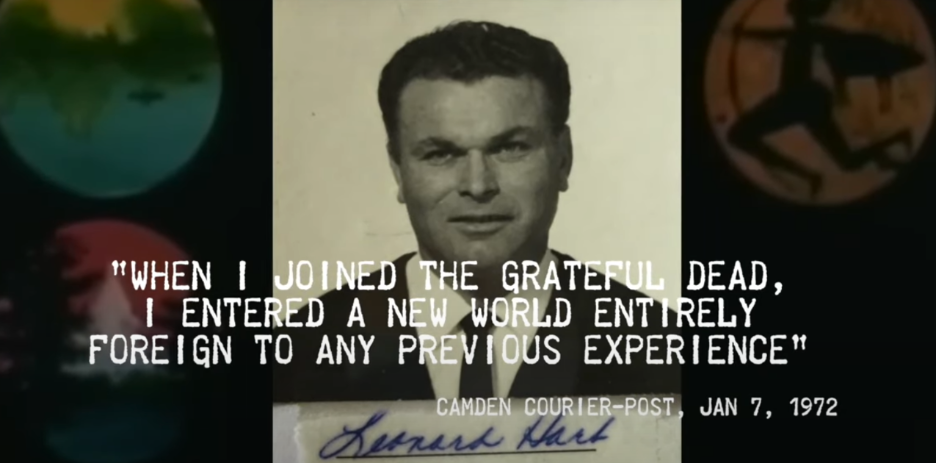 "WHEN I JOINED THE GRATEFUL DEAD,
I ENTERED A NEW WORLD ENTIRELY
FOREIGN TO ANY PREVIOUS EXPERIENCE"
CAMDEN COURIER-POST, JAN 7, 1972
Leonard Hart